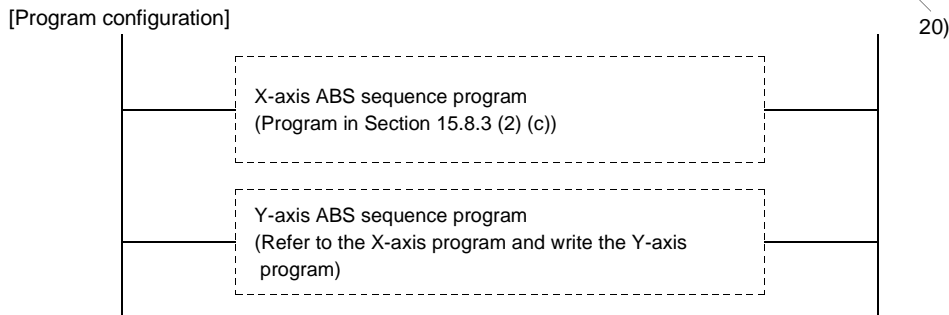 [Program configuration]
20)
X-axis ABS sequence program
(Program in Section 15.8.3 (2) (c))
Y-axis ABS sequence program
(Refer to the X-axis program and write the Y-axis
program)